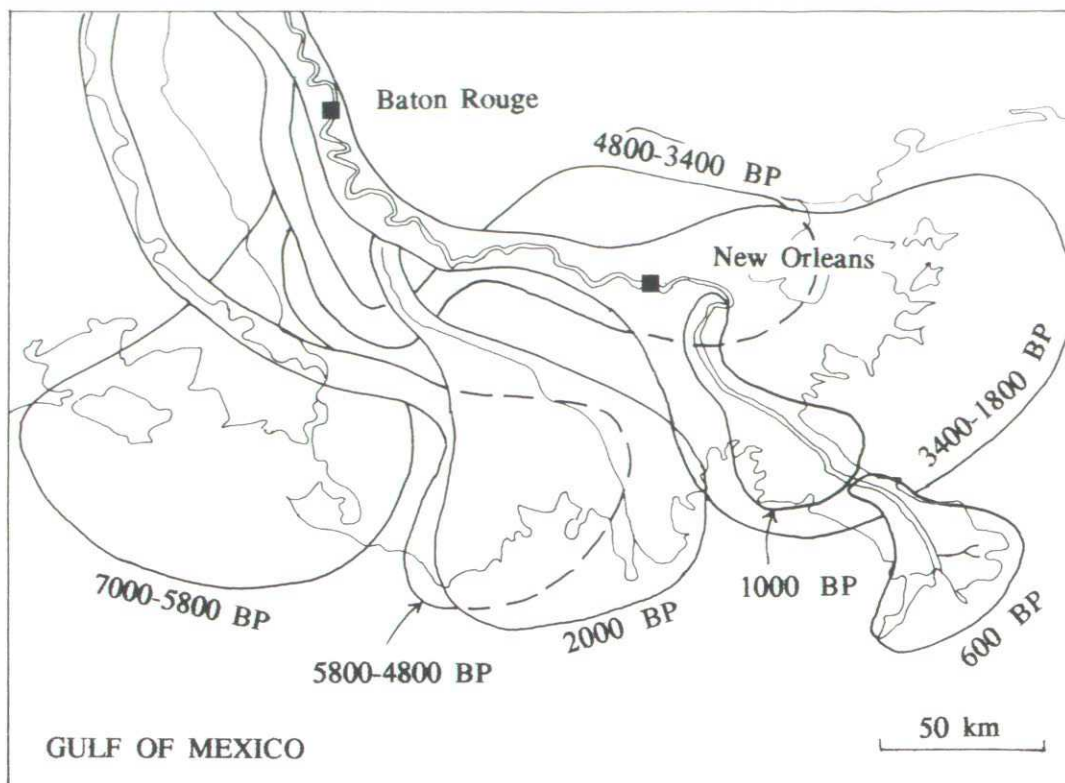 Baton Rouge
4800-3400 BP
New Orleans
3400-1800 BP
7000-5800 BP
5800-4800 BP
2000 BP
1000 BP
600 BP
GULF OF MEXICO
50 km